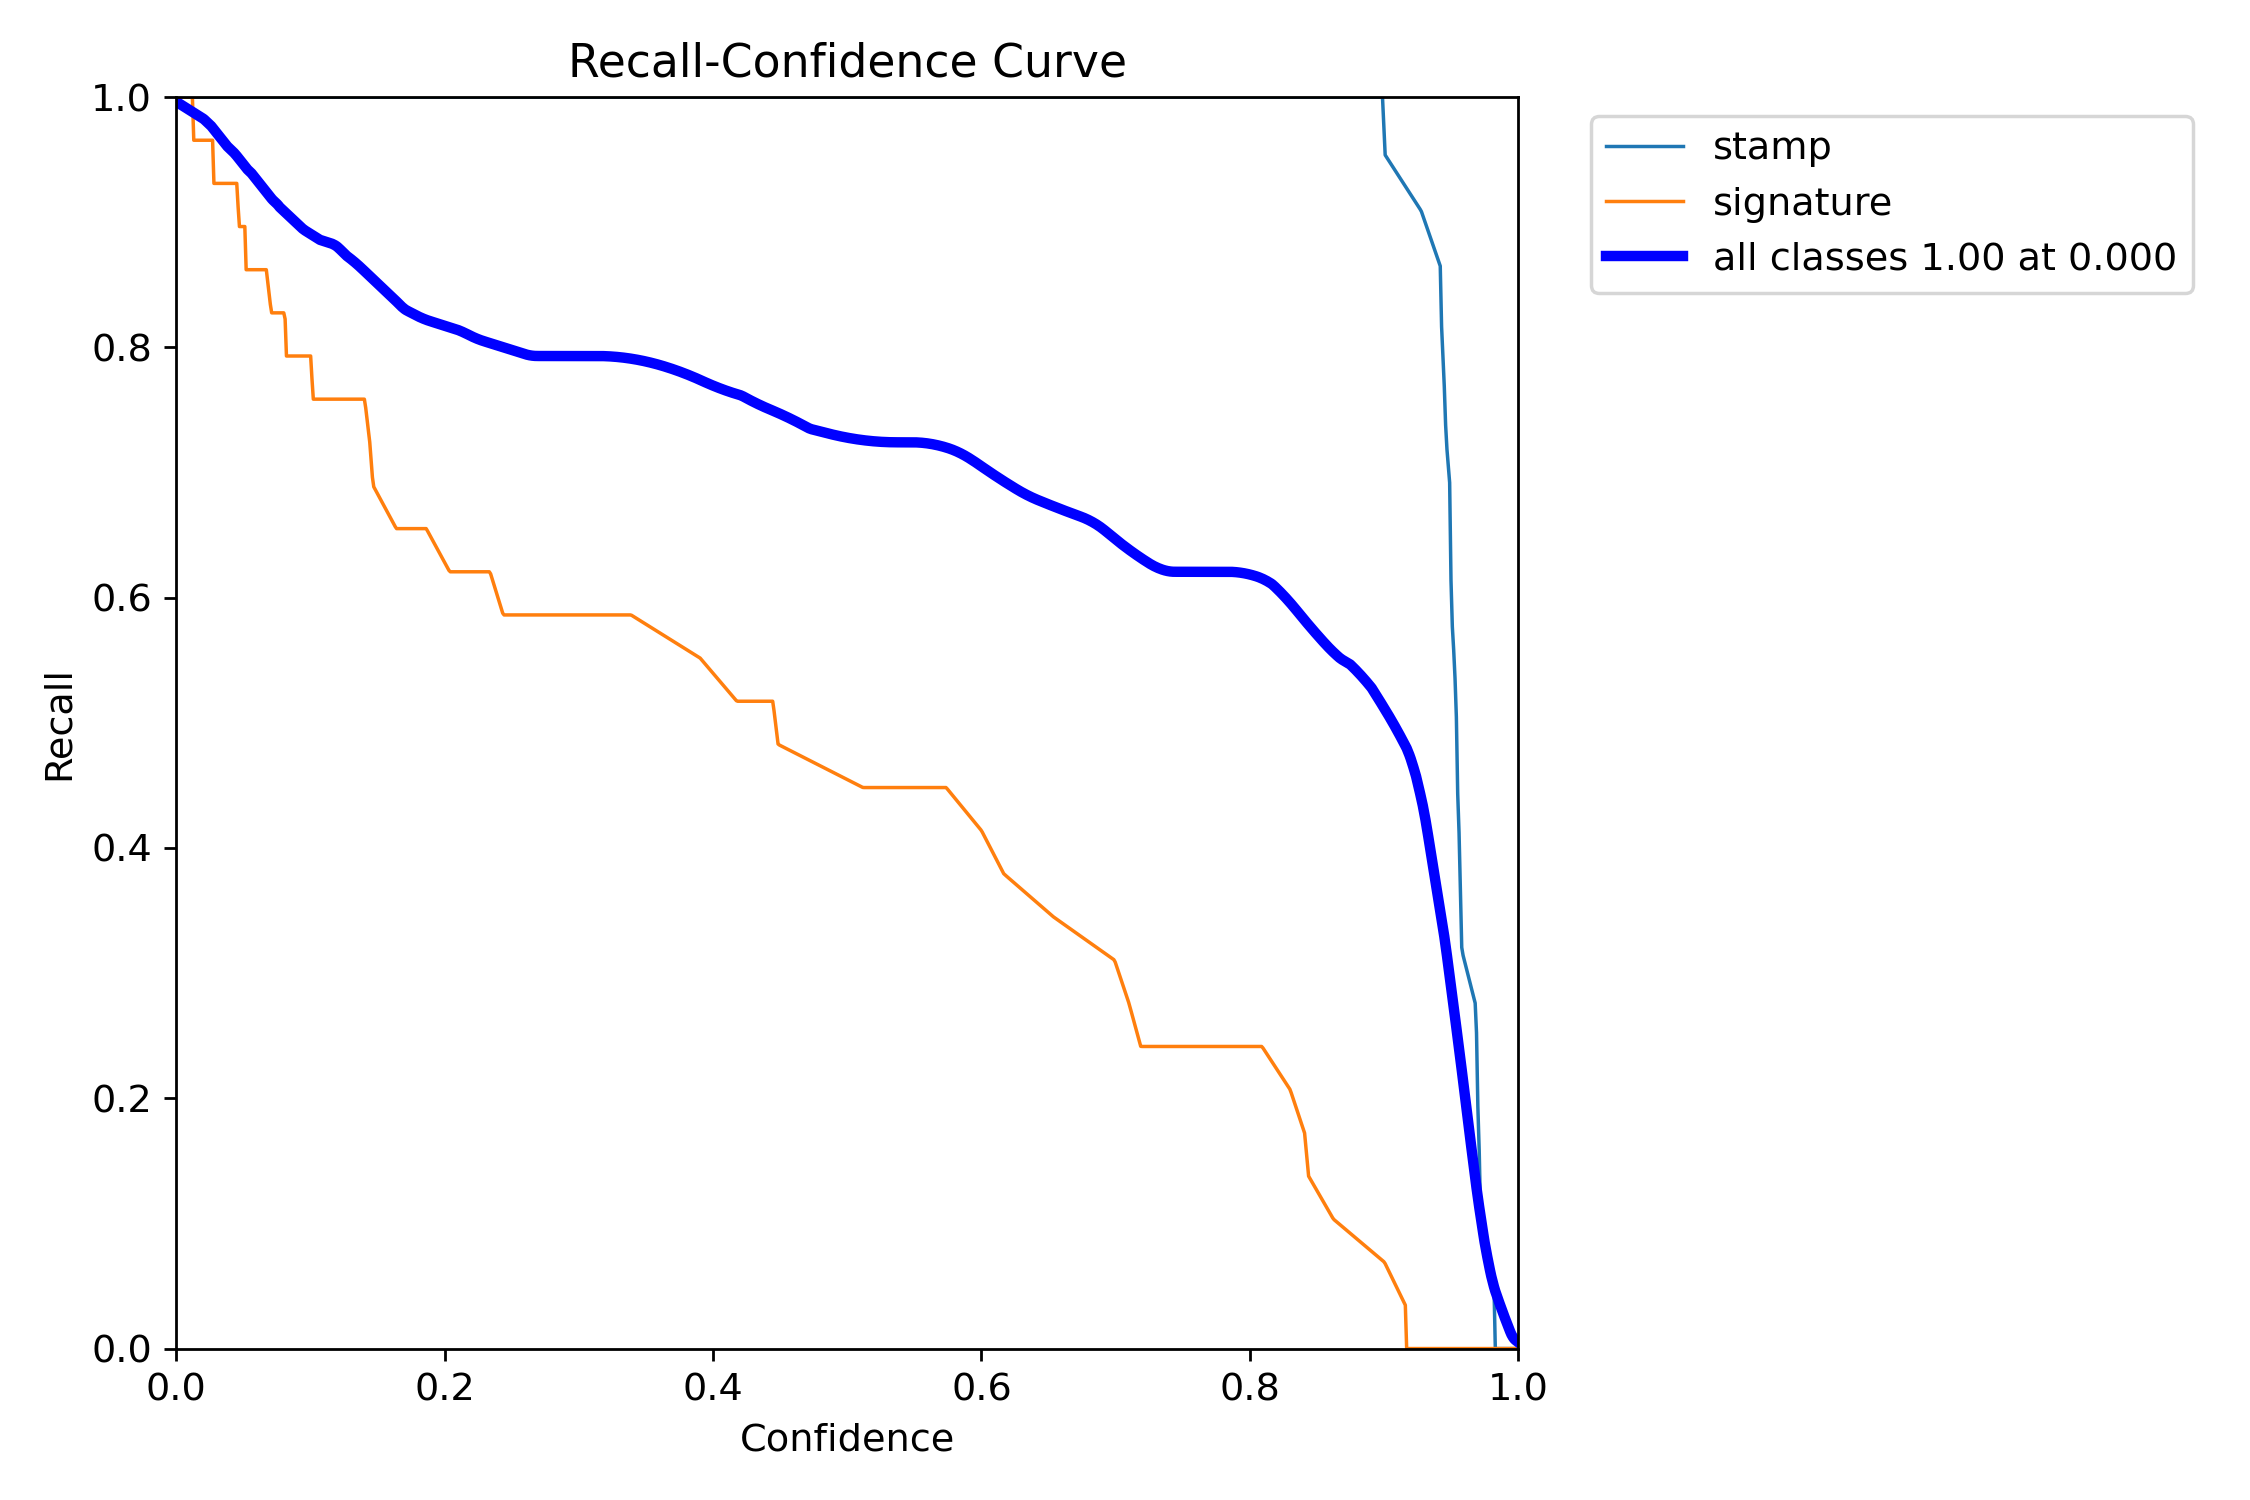 Recall-Confidence Curve
1.0
0.8
0.6
0.4
0.2
0.0
Recall
0.0 0.2 0.4 0.6 0.8 1.0
Confidence
stamp
signature
all classes 1.00 at 0.000